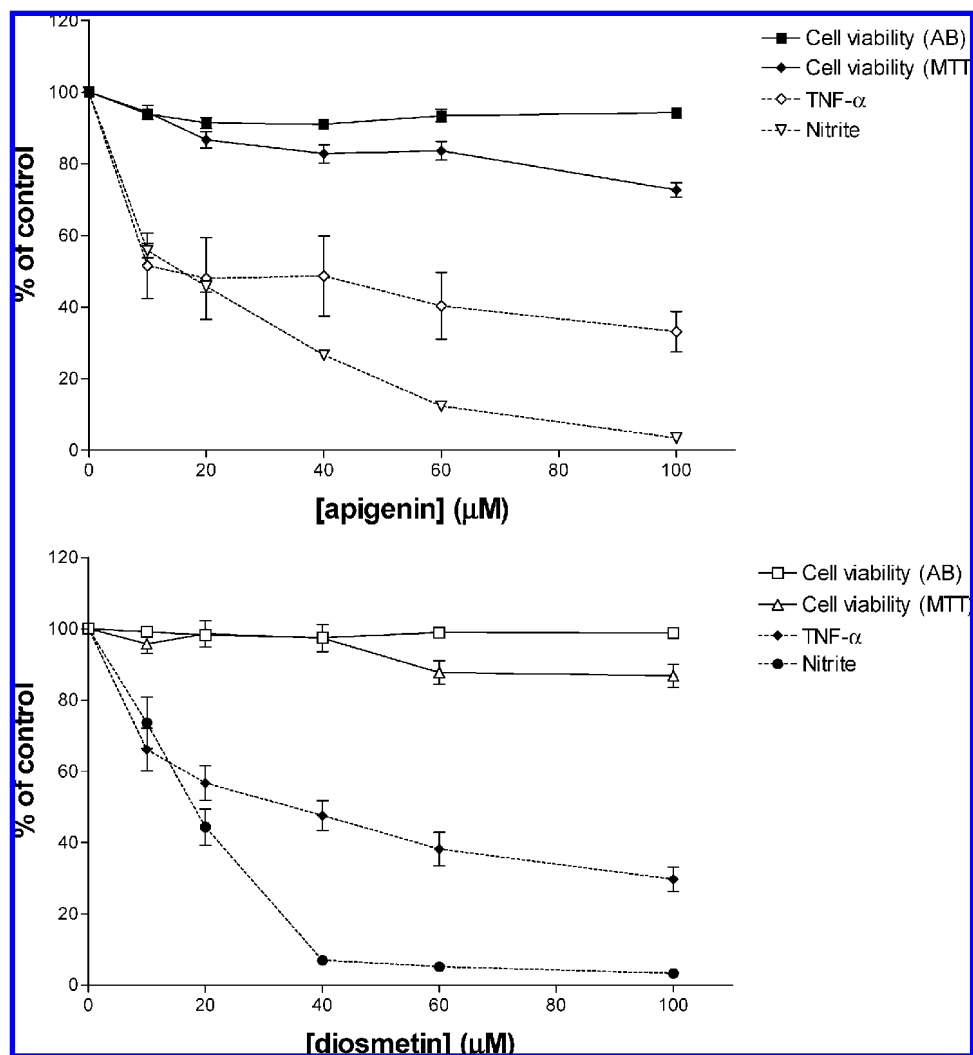 120
100
80
60
40
20
0
% of control
0 20 40 60 80 100
[apigenin] (μM)
Cell viability (AB)
Cell viability (MTT
TNF-α
Nitrite
120
100
80
60
40
20
0
% of control
0 20 40 60 80 100
[diosmetin] (μM)
Cell viability (AB)
Cell viability (MTT)
TNF-α
Nitrite